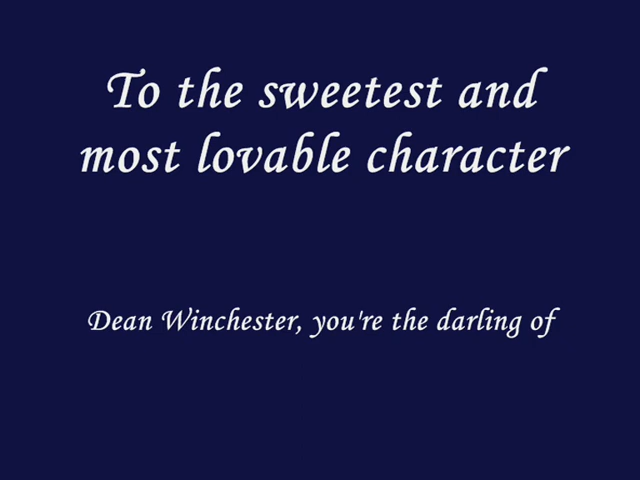 To the sweetest and
most lovable character
Dean Winchester, you're the darling of